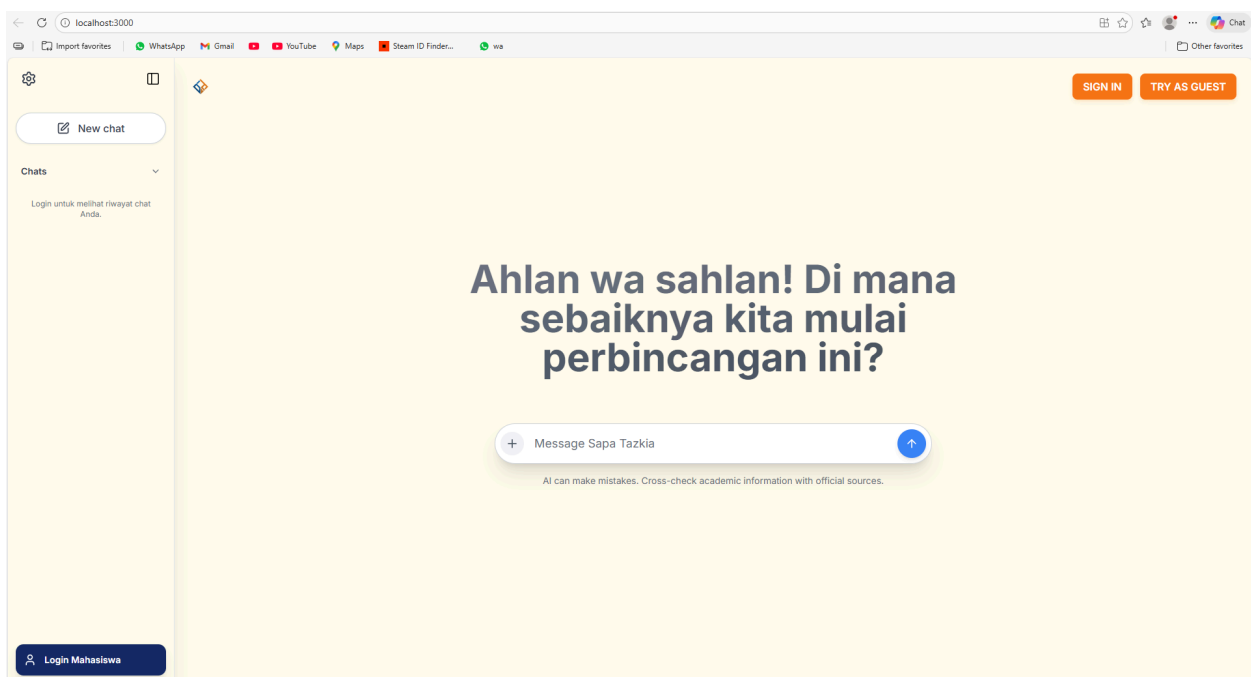 localhost:3000
Chat
Import favorites
WhatsApp
Gmail
YouTube
Maps
Steam ID Finder...
wa
Other favorites
SIGN IN
TRY AS GUEST
New chat
Chats
Login untuk melihat riwayat chat
Anda.
Ahlan wa sahlan! Di mana
sebaiknya kita mulai
perbincangan ini?
Message Sapa Tazkia
AI can make mistakes. Cross-check academic information with official sources.
Login Mahasiswa